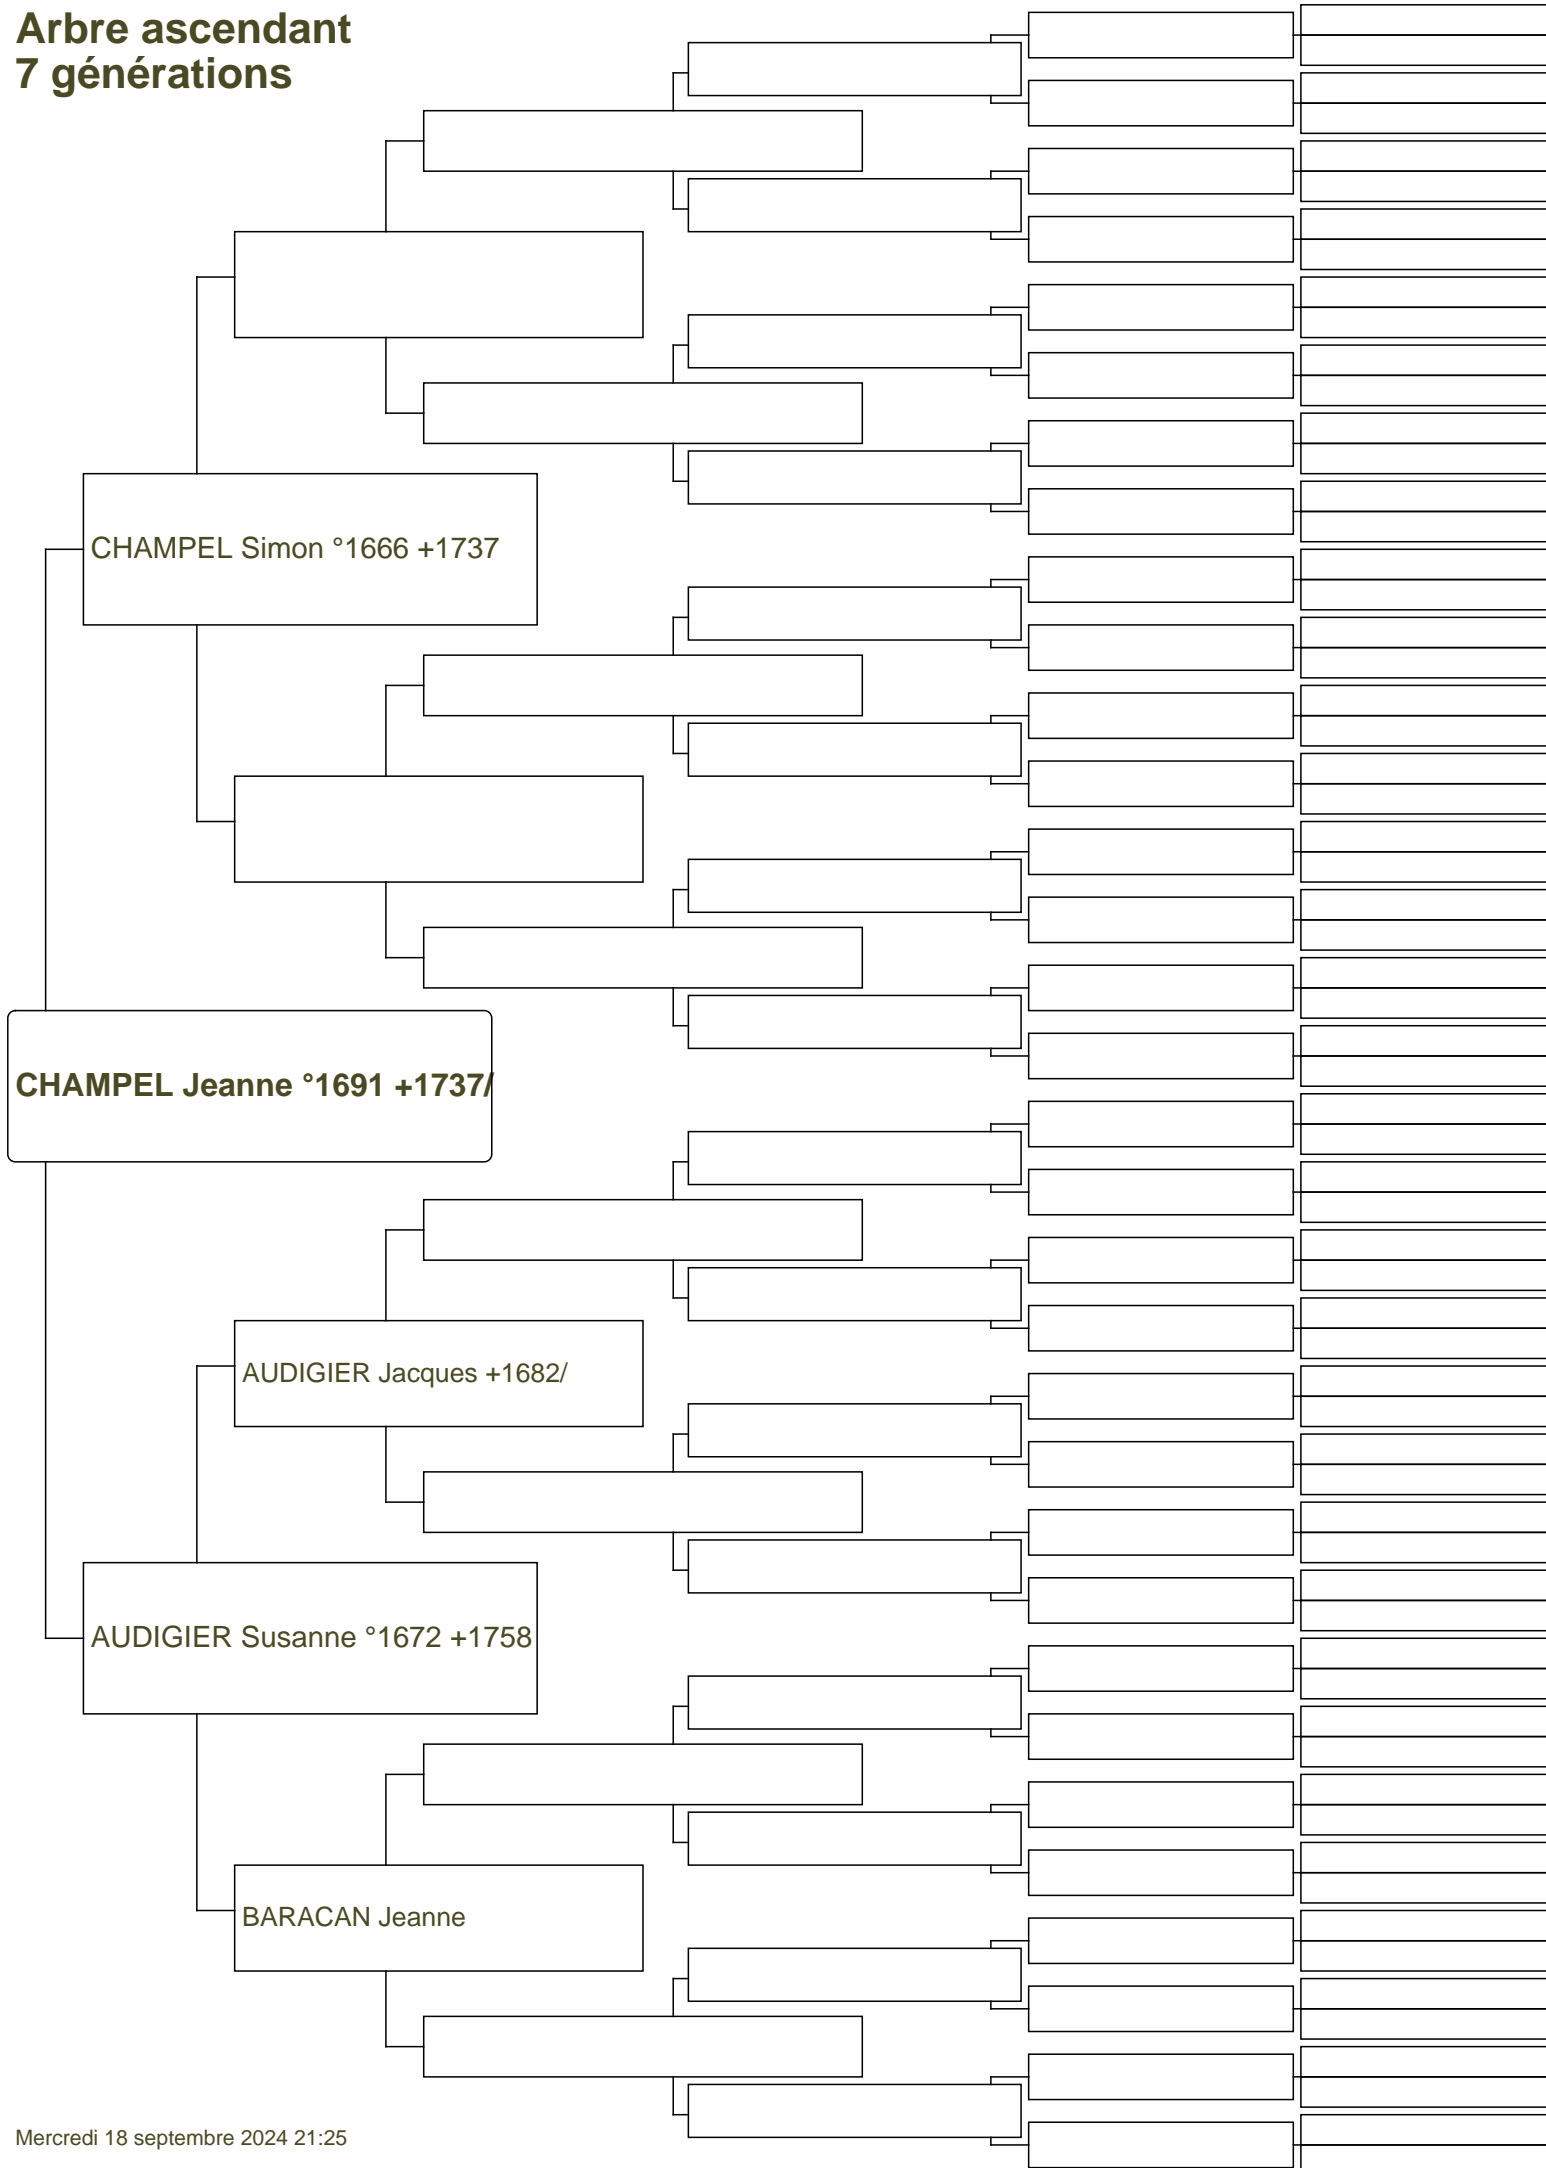 Arbre ascendant
7 générations
CHAMPEL Simon °1666 +1737
CHAMPEL Jeanne °1691 +1737/
AUDIGIER Jacques +1682/
AUDIGIER Susanne °1672 +1758
BARACAN Jeanne
Mercredi 18 septembre 2024 21:25